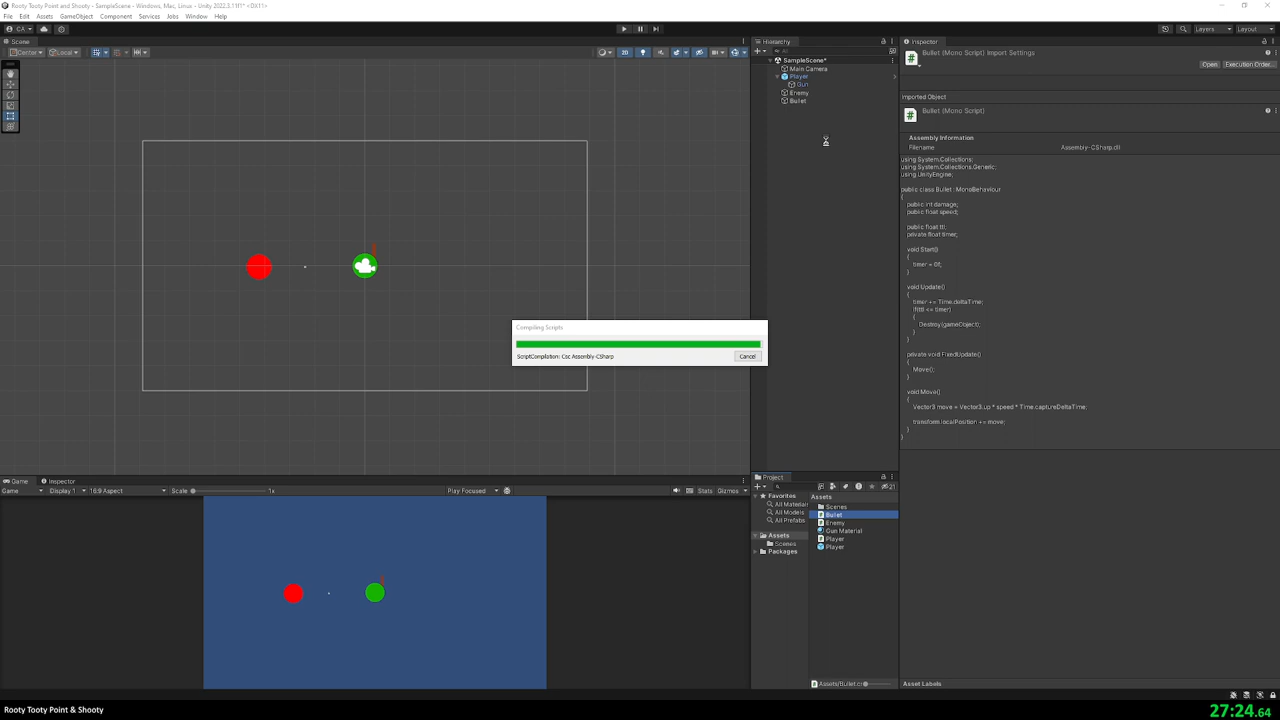 Rooty Tooty Point and Shooty - SampleScene - Windows, Mac, Linux - Unity 2022.3.11f1* <DX11>
File Edit Assets GameObject Component Services Jobs Window Help
CA
Layers Layout
Scene
Center Local
2D
Hierarchy
All
SampleScene*
Main Camera
Player
Gun
Enemy
Bullet
Inspector
Bullet (Mono Script) Import Settings
Open Execution Order...
Imported Object
Bullet (Mono Script)
Assembly Information
Filename Assembly-CSharp.dll
using System.Collections;
using System.Collections.Generic;
using UnityEngine;
public class Bullet : MonoBehaviour
{
public int damage;
public float speed;
public float ttl;
private float timer;
void Start()
{
timer = 0f;
}
void Update()
{
timer += Time.deltaTime;
if(ttl <= timer)
{
Destroy(gameObject);
}
}
private void FixedUpdate()
{
Move();
}
void Move()
{
Vector3 move = Vector3.up * speed * Time.captureDeltaTime;
transform.localPosition += move;
}
}
Compiling Scripts
ScriptCompilation: Csc Assembly-CSharp
Cancel
Game Inspector
Game Display 1 16:9 Aspect Scale 1x Play Focused Stats Gizmos
Project
21
Favorites
All Material
All Models
All Prefabs
Assets
Scenes
Packages
Assets
Scenes
Bullet
Enemy
Gun Material
Player
Player
Assets/Bullet.c
Asset Labels
Rooty Tooty Point & Shooty
27:24.64